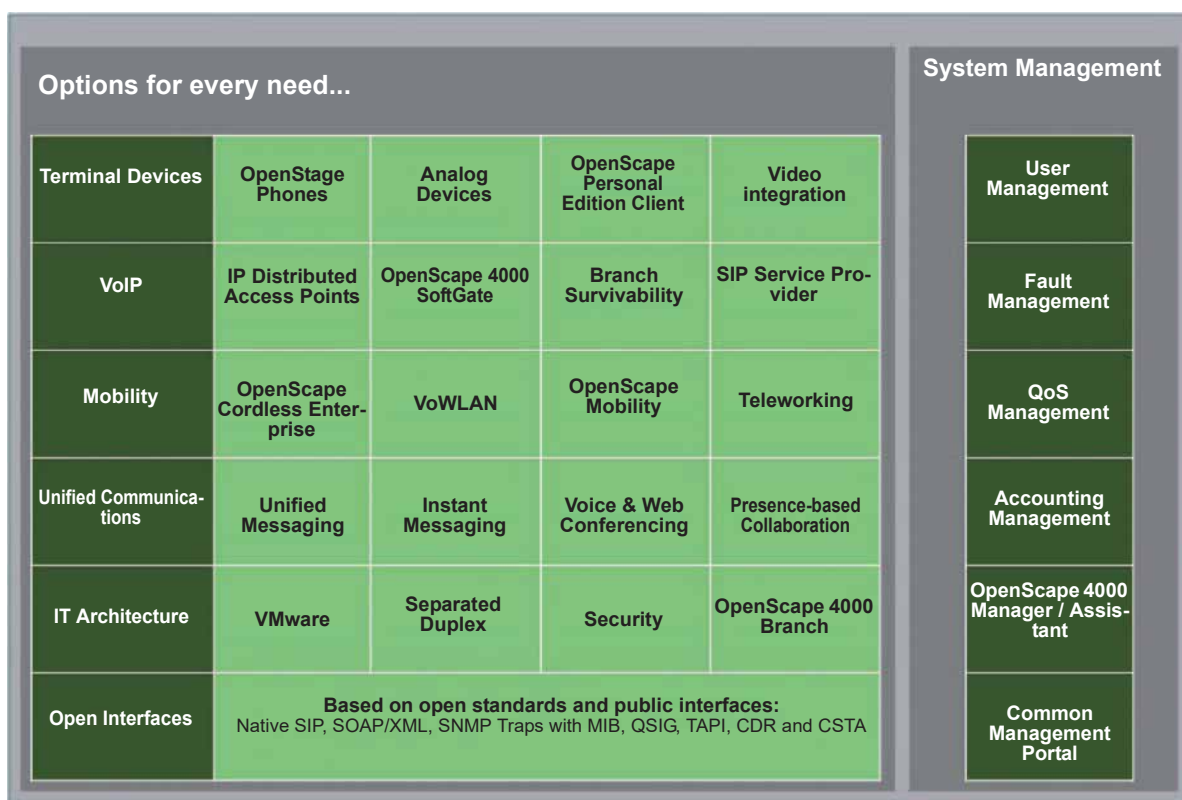 Options for every need...
System Management
Terminal Devices
OpenStage
Phones
Analog
Devices
OpenScape
Personal
Edition Client
Video
integration
User
Management
VoIP
IP Distributed
Access Points
OpenScape 4000
SoftGate
Branch
Survivability
SIP Service Pro-
vider
Fault
Management
Mobility
OpenScape
Cordless Enter-
prise
VoWLAN
OpenScape
Mobility
Teleworking
QoS
Management
Unified Communica-
tions
Unified
Messaging
Instant
Messaging
Voice & Web
Conferencing
Presence-based
Collaboration
Accounting
Management
IT Architecture
VMware
Separated
Duplex
Security
OpenScape 4000
Branch
OpenScape 4000
Manager / Assis-
tant
Open Interfaces
Based on open standards and public interfaces:
Native SIP, SOAP/XML, SNMP Traps with MIB, QSIG, TAPI, CDR and CSTA
Common
Management
Portal